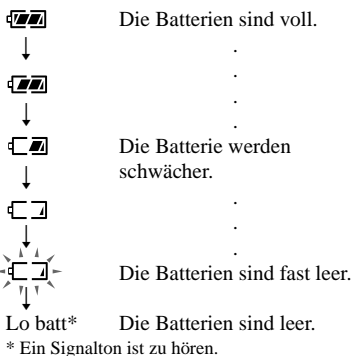 Die Batterien sind voll.
.
.
.
.
Die Batterie werden
schwächer.
.
.
.
Die Batterien sind fast leer.
Lo batt* Die Batterien sind leer.
* Ein Signalton ist zu hören.